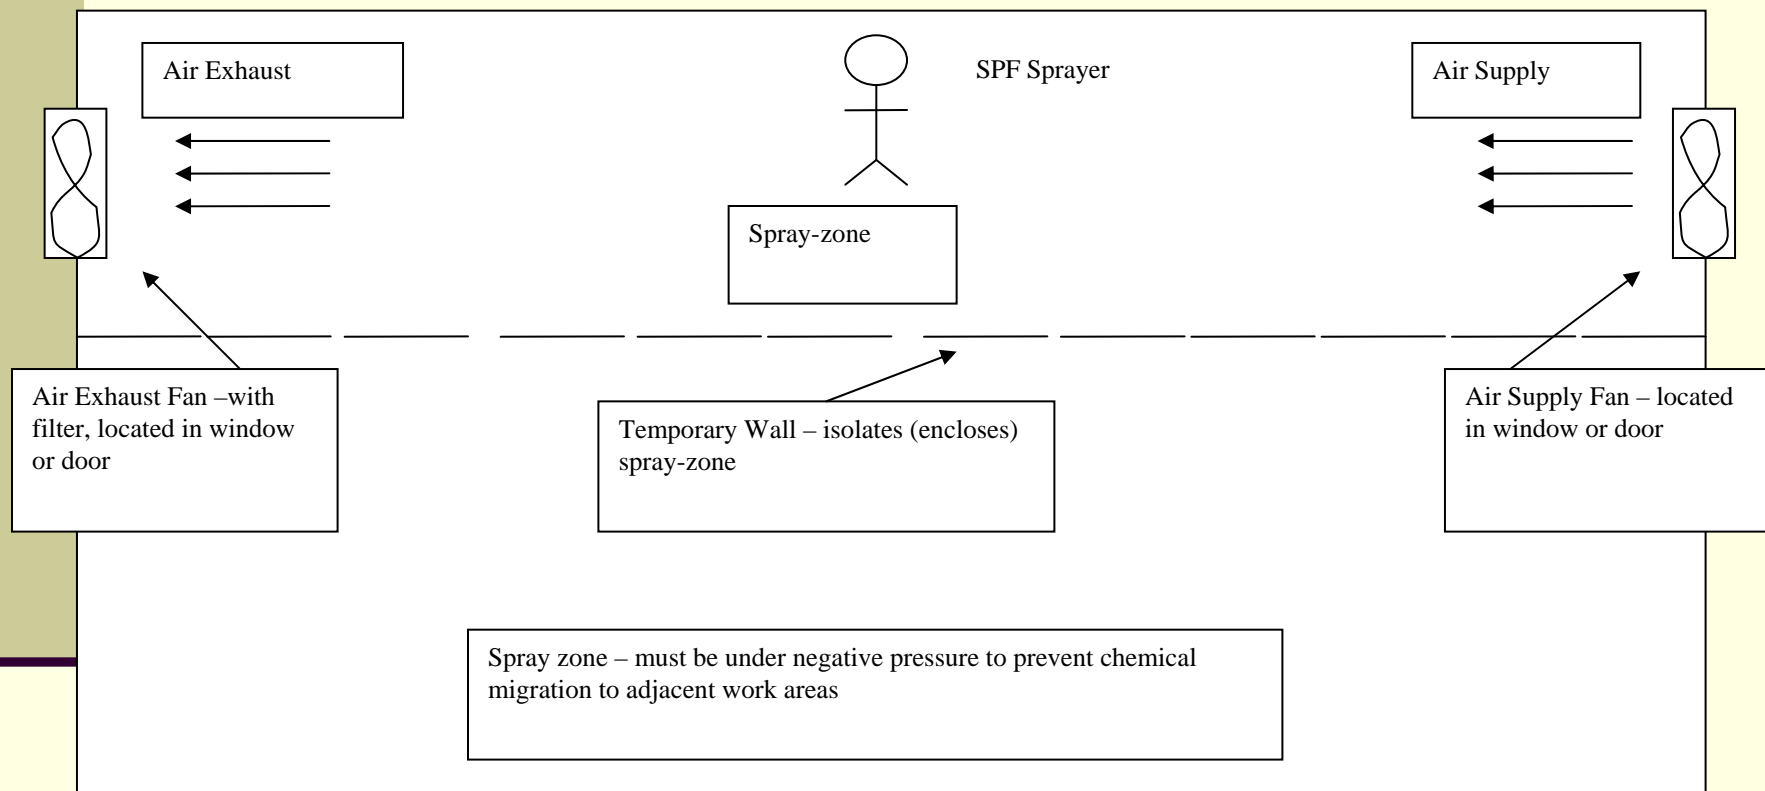 Air Exhaust
SPF Sprayer
Air Supply
Spray-zone
Air Exhaust Fan –with
filter, located in window
or door
Temporary Wall – isolates (encloses)
spray-zone
Air Supply Fan – located
in window or door
Spray zone – must be under negative pressure to prevent chemical
migration to adjacent work areas